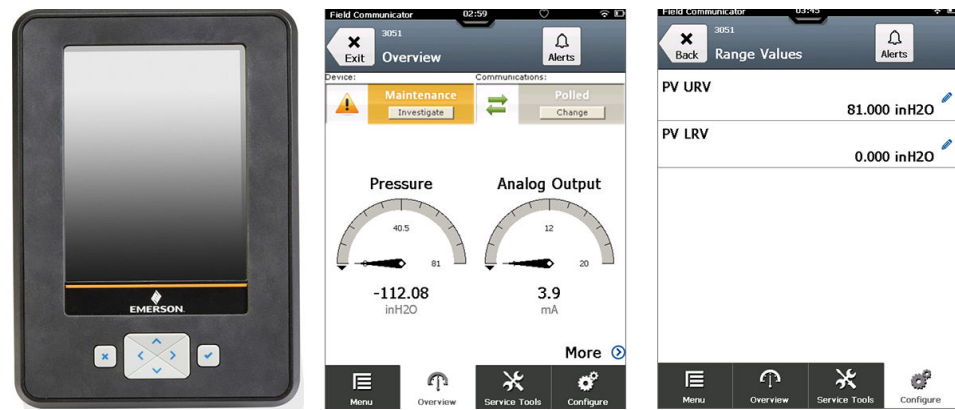 EMERSON.
Field Communicator 02:59
3051
Exit Overview Alerts
Device: Communications:
Maintenance Polled
Investigate Change
Pressure Analog Output
40.5 12
0 81 20
-112.08 3.9
inH2O mA
More
Menu Overview Service Tools Configure
Field Communicator 03:45
3051
Back Range Values Alerts
PV URV
81.000 inH2O
PV LRV
0.000 inH2O
Menu Overview Service Tools Configure